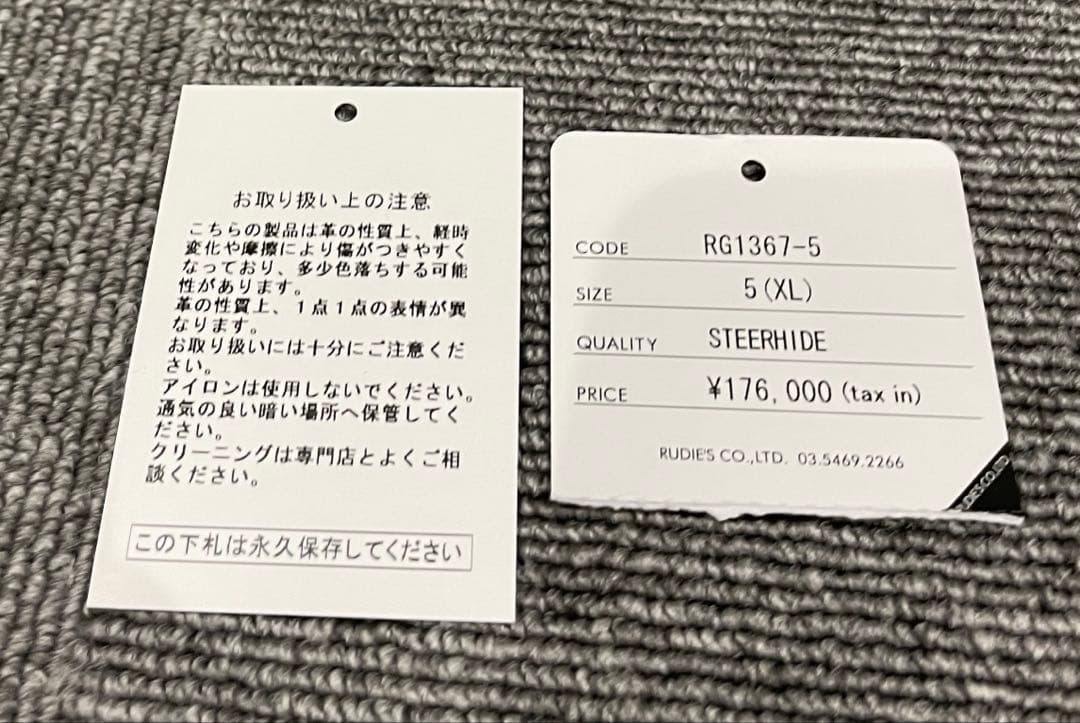 お取り扱い上の注意
こちらの製品は革の性質上、経時
変化や摩擦により傷がつきやすく
なっており、多少色落ちする可能
性があります。
革の性質上、１点１点の表情が異
なります。
お取り扱いには十分にご注意くだ
さい。
アイロンは使用しないでください。
通気の良い暗い場所へ保管してく
ださい。
クリーニングは専門店とよくご相
談ください。
この下札は永久保存してください
CODE RG1367-5
SIZE 5(XL)
QUALITY STEERHIDE
PRICE ¥176,000(tax in)
RUDIE'S CO.,LTD. 03.5469.2266